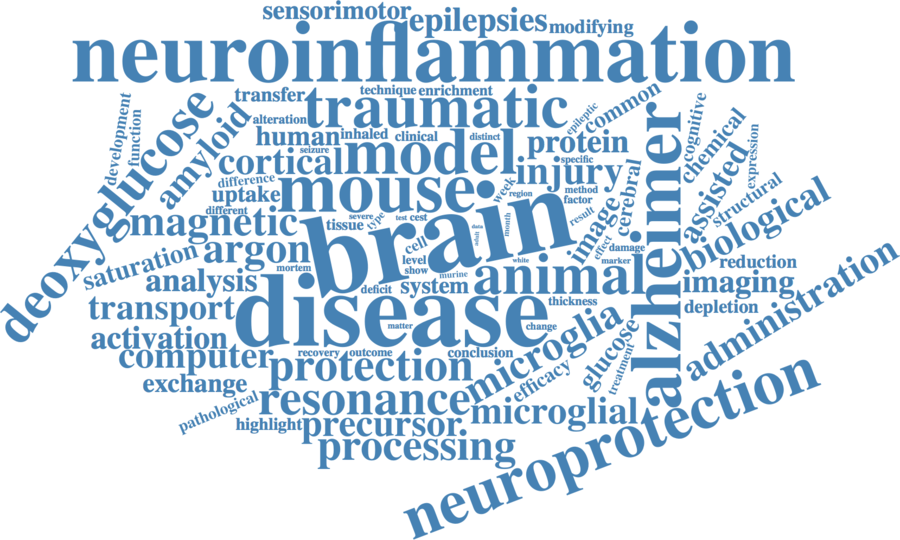 sensorimotor
epilepsies
modifying
neuroinflammation
transfer
technique
enrichment
traumatic
common
epileptic
development
function
deoxyglucose
amyloid
alteration
human
inhaled
clinical
distinct
protein
cognitive
chemical
expression
seizure
cortical
model
specific
injury
cerebral
alzheimer
assisted
structural
difference
uptake
mouse
week
region
method
factor
image
different
magnetic
severe
type
tissue
test
cest
brain
data
adult
month
result
effect
biological
argon
cell
damage
saturation
mortem
level
show
murine
white
marker
animal
reduction
analysis
deficit
system
imaging
transport
disease
thickness
depletion
administration
activation
matter
change
microglia
glucose
treatment
computer
recovery
outcome
conclusion
protection
efficacy
exchange
pathological
resonance
microglial
highlight
precursor
processing
neuroprotection